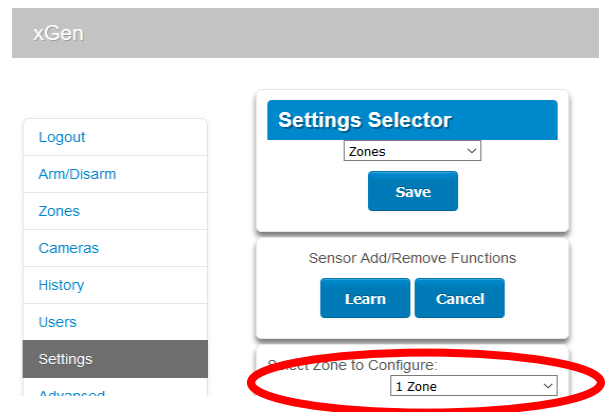 xGen
Logout
Arm/Disarm
Zones
Cameras
History
Users
Settings
Advanced
Settings Selector
Zones
Save
Sensor Add/Remove Functions
Learn Cancel
Select Zone to Configure:
1 Zone